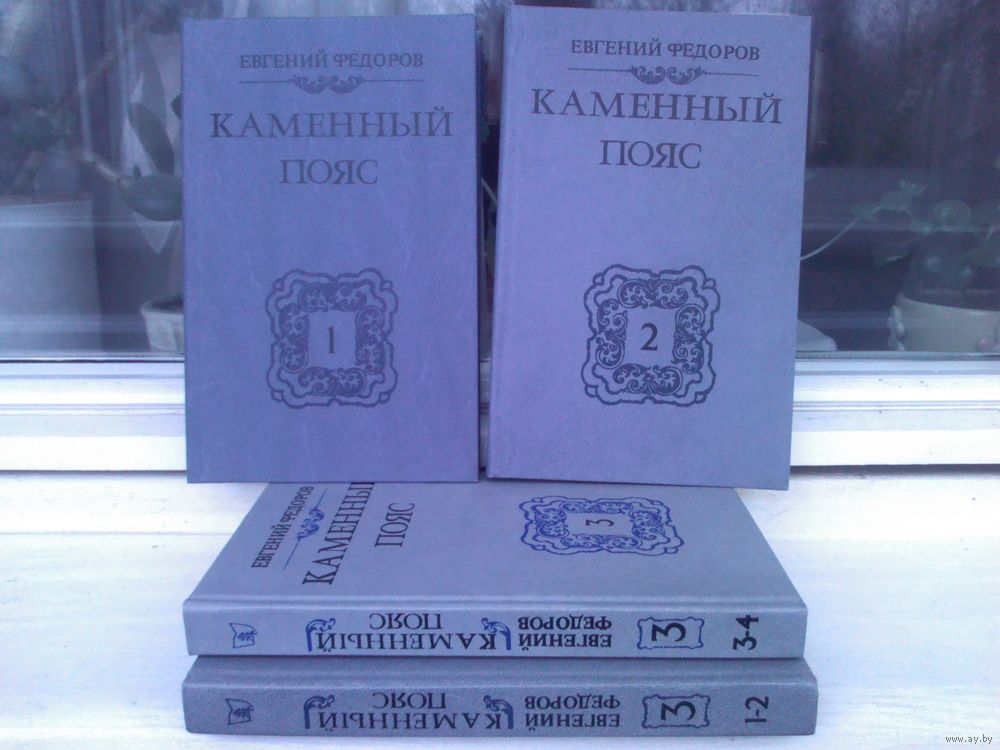 ЕВГЕНИЙ ФЕДОРОВ
КАМЕННЫЙ
ПОЯС
1
ЕВГЕНИЙ ФЕДОРОВ
КАМЕННЫЙ
ПОЯС
2
ЕВГЕНИЙ ФЕДОРОВ
КАМЕННЫЙ
ПОЯС
3
ЕВГЕНИЙ
ФЕДОРОВ
КАМЕННЫЙ
ПОЯС
3
3-4
ЕВГЕНИЙ
ФЕДОРОВ
КАМЕННЫЙ
ПОЯС
3
1-2
www.ay.by